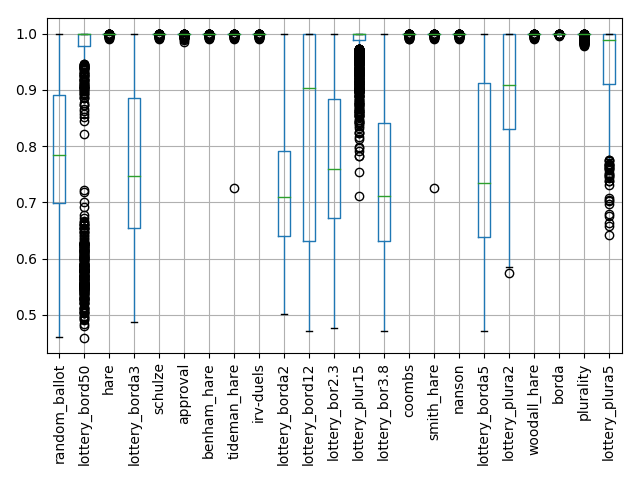 1.0
0.9
0.8
0.7
0.6
0.5
random_ballot
lottery_bord50
hare
lottery_borda3
schulze
approval
benham_hare
tideman_hare
irv-duels
lottery_borda2
lottery_bord12
lottery_bor2.3
lottery_plur15
lottery_bor3.8
coombs
smith_hare
nanson
lottery_borda5
lottery_plura2
woodall_hare
borda
plurality
lottery_plura5